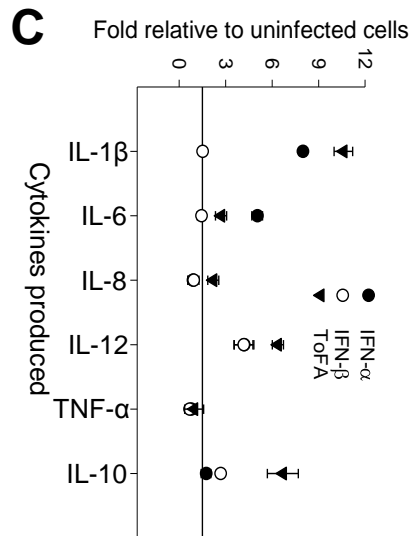 C
Fold relative to uninfected cells
0 3 6 9 12
IL-1β
IL-6
IL-8
IL-12
TNF-α
IL-10
Cytokines produced
IFN-α
IFN-β
ToFA